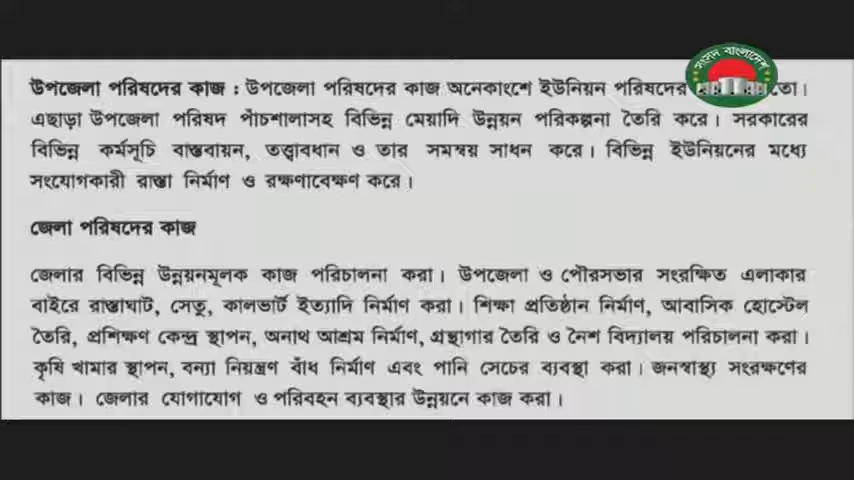 সংসদ বাংলাদেশ
উপজেলা পরিষদের কাজ : উপজেলা পরিষদের কাজ অনেকাংশে ইউনিয়ন পরিষদের তো।
এছাড়া উপজেলা পরিষদ পাঁচশালাসহ বিভিন্ন মেয়াদি উন্নয়ন পরিকল্পনা তৈরি করে। সরকারের
বিভিন্ন কর্মসূচি বাস্তবায়ন, তত্ত্বাবধান ও তার সমন্বয় সাধন করে। বিভিন্ন ইউনিয়নের মধ্যে
সংযোগকারী রাস্তা নির্মাণ ও রক্ষণাবেক্ষণ করে।
জেলা পরিষদের কাজ
জেলার বিভিন্ন উন্নয়নমূলক কাজ পরিচালনা করা। উপজেলা ও পৌরসভার সংরক্ষিত এলাকার
বাইরে রাস্তাঘাট, সেতু, কালভার্ট ইত্যাদি নির্মাণ করা। শিক্ষা প্রতিষ্ঠান নির্মাণ, আবাসিক হোস্টেল
তৈরি, প্রশিক্ষণ কেন্দ্র স্থাপন, অনাথ আশ্রম নির্মাণ, গ্রন্থাগার তৈরি ও নৈশ বিদ্যালয় পরিচালনা করা।
কৃষি খামার স্থাপন, বন্যা নিয়ন্ত্রণ বাঁধ নির্মাণ এবং পানি সেচের ব্যবস্থা করা। জনস্বাস্থ্য সংরক্ষণের
কাজ। জেলার যোগাযোগ ও পরিবহন ব্যবস্থার উন্নয়নে কাজ করা।